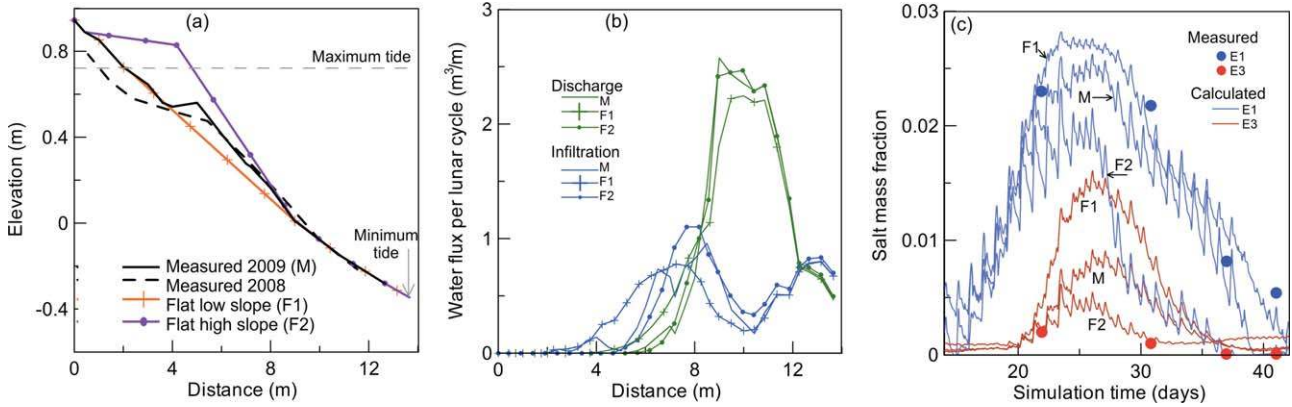 (a)
Elevation (m)
0.8
0.4
0
-0.4
Maximum tide
Minimum
tide
Measured 2009 (M)
Measured 2008
Flat low slope (F1)
Flat high slope (F2)
0 2 4 6 8 10 12 14
Distance (m)
(b)
Water flux per lunar cycle (m³/m)
3
2
1
0
Discharge
M
F1
F2
Infiltration
M
F1
F2
0 4 8 12
Distance (m)
(c)
Salt mass fraction
0.03
0.02
0.01
0
Measured
E1
E3
Calculated
E1
E3
F1
M
F2
F1
M
F2
20 30 40
Simulation time (days)